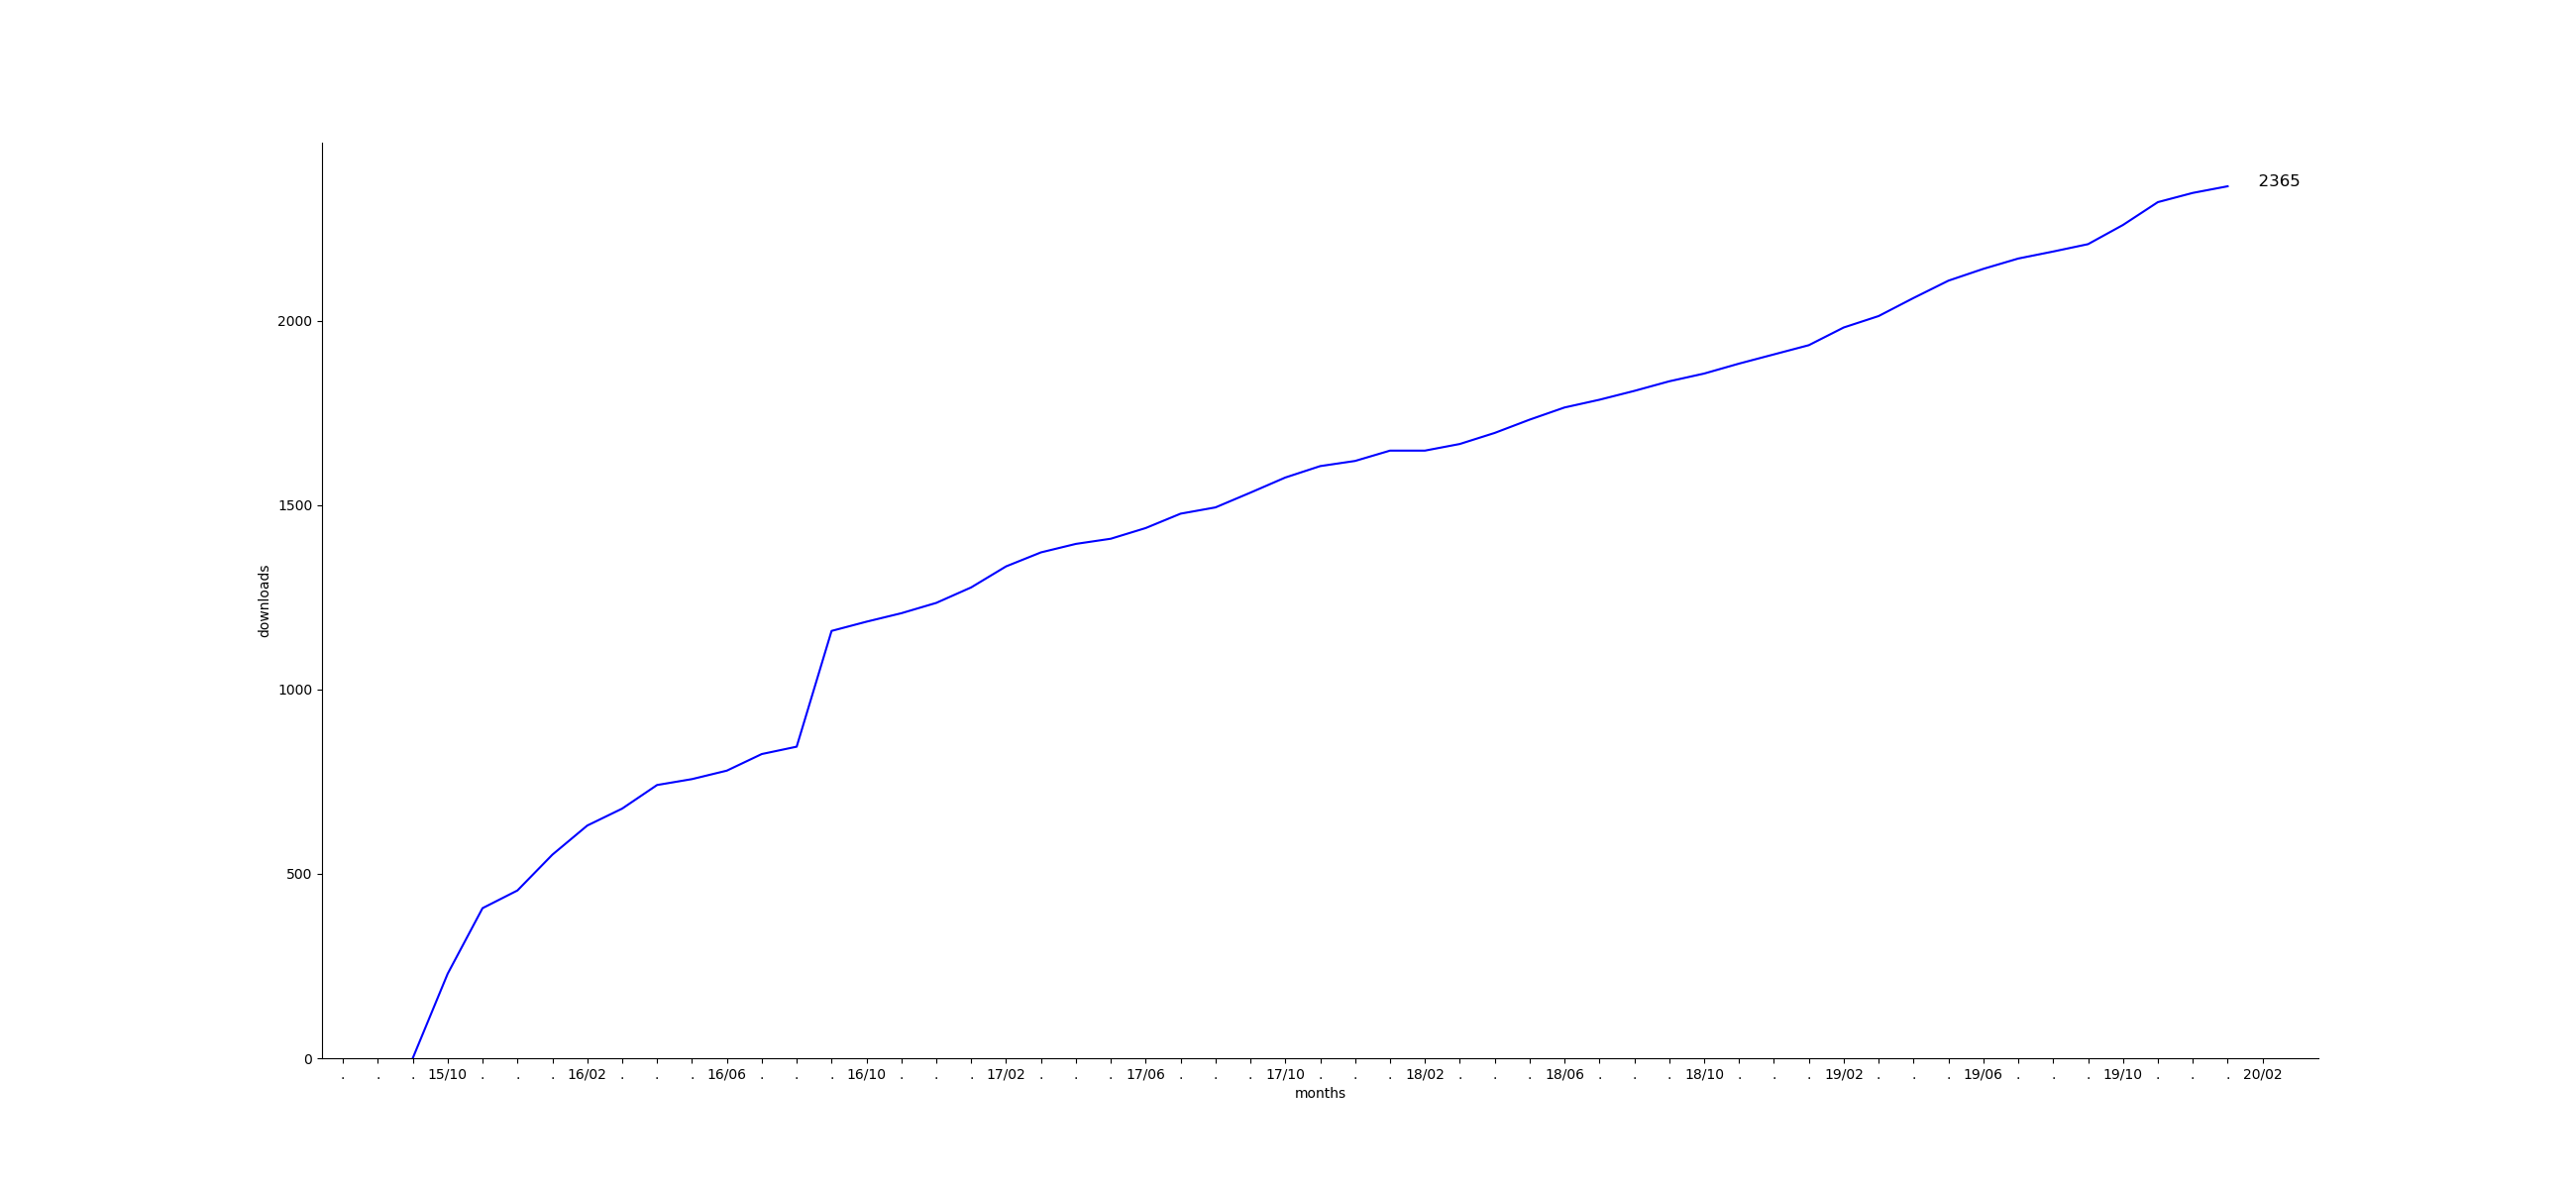 2365
2000
1500
1000
500
0
downloads
. . . 15/10 . . . 16/02 . . . 16/06 . . . 16/10 . . . 17/02 . . . 17/06 . . . 17/10 . . . 18/02 . . . 18/06 . . . 18/10 . . . 19/02 . . . 19/06 . . . 19/10 . . . 20/02
months